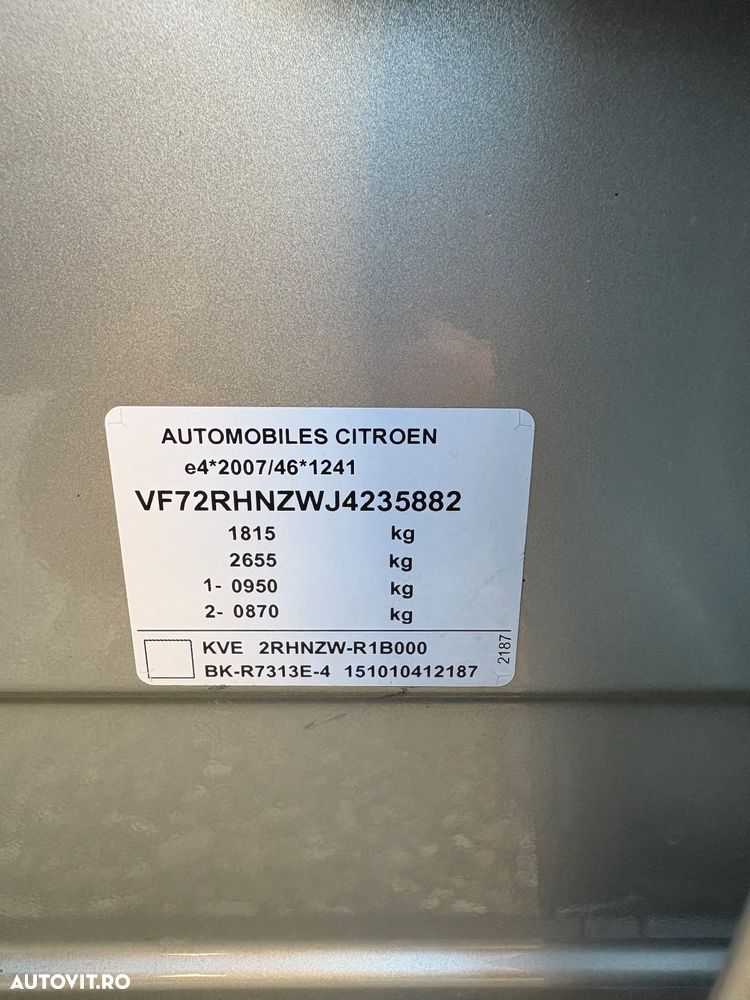 AUTOMOBILES CITROEN
e4*2007/46*1241
VF72RHNZWJ4235882
1815 kg
2655 kg
1- 0950 kg
2- 0870 kg
KVE 2RHNZW-R1B000
BK-R7313E-4 151010412187
2187
AUTOVIT.RO